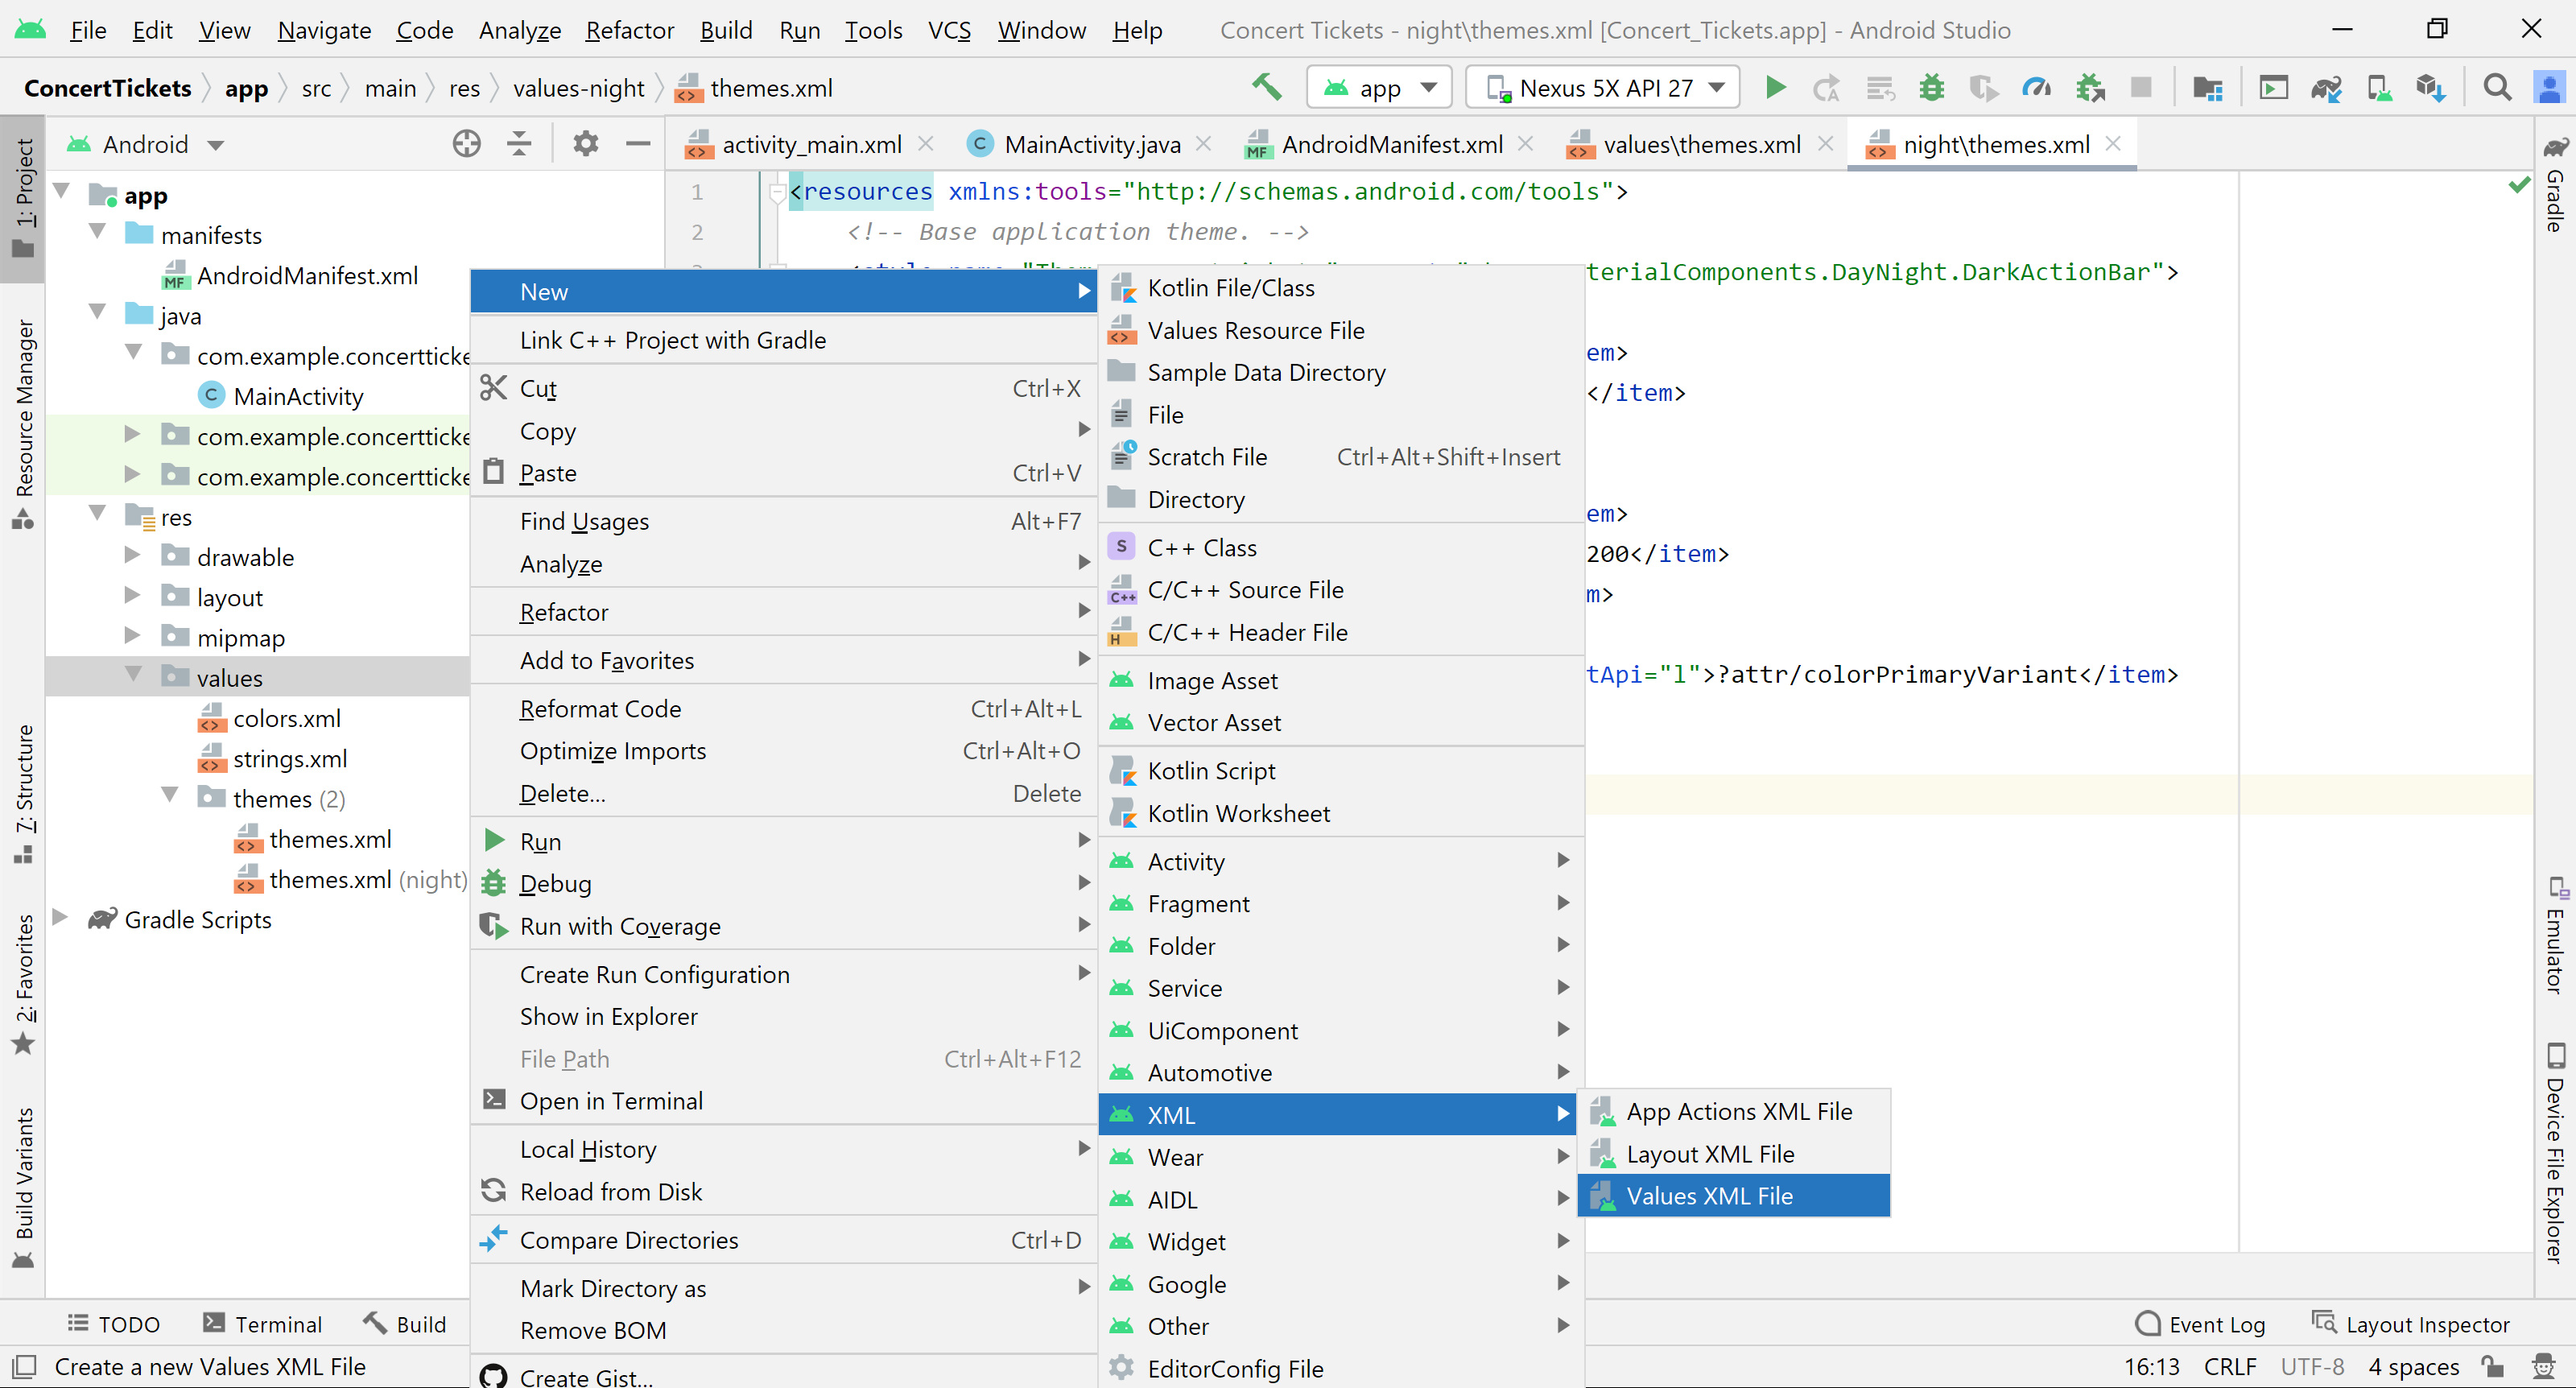 File Edit View Navigate Code Analyze Refactor Build Run Tools VCS Window Help Concert Tickets - night\themes.xml [Concert_Tickets.app] - Android Studio
ConcertTickets app src main res values-night themes.xml app Nexus 5X API 27
1: Project
Resource Manager
7: Structure
2: Favorites
Build Variants
Android
app
manifests
MF AndroidManifest.xml
java
com.example.concertticke
C MainActivity
com.example.concertticke
com.example.concertticke
res
drawable
layout
mipmap
values
colors.xml
strings.xml
themes (2)
themes.xml
themes.xml (night)
Gradle Scripts
activity_main.xml C MainActivity.java MF AndroidManifest.xml values\themes.xml night\themes.xml
1 <resources xmlns:tools="http://schemas.android.com/tools">
2 <!-- Base application theme. -->
terialComponents.DayNight.DarkActionBar">
em>
</item>
em>
200</item>
m>
tApi="l">?attr/colorPrimaryVariant</item>
New
Link C++ Project with Gradle
Cut Ctrl+X
Copy
Paste Ctrl+V
Find Usages Alt+F7
Analyze
Refactor
Add to Favorites
Reformat Code Ctrl+Alt+L
Optimize Imports Ctrl+Alt+O
Delete... Delete
Run
Debug
Run with Coverage
Create Run Configuration
Show in Explorer
File Path Ctrl+Alt+F12
Open in Terminal
Local History
Reload from Disk
Compare Directories Ctrl+D
Mark Directory as
Remove BOM
Create Gist...
Kotlin File/Class
Values Resource File
Sample Data Directory
File
Scratch File Ctrl+Alt+Shift+Insert
Directory
S C++ Class
C++ C/C++ Source File
H C/C++ Header File
Image Asset
Vector Asset
Kotlin Script
Kotlin Worksheet
Activity
Fragment
Folder
Service
UiComponent
Automotive
XML
Wear
AIDL
Widget
Google
Other
EditorConfig File
App Actions XML File
Layout XML File
Values XML File
Gradle
Emulator
Device File Explorer
TODO Terminal Build Event Log Layout Inspector
Create a new Values XML File 16:13 CRLF UTF-8 4 spaces